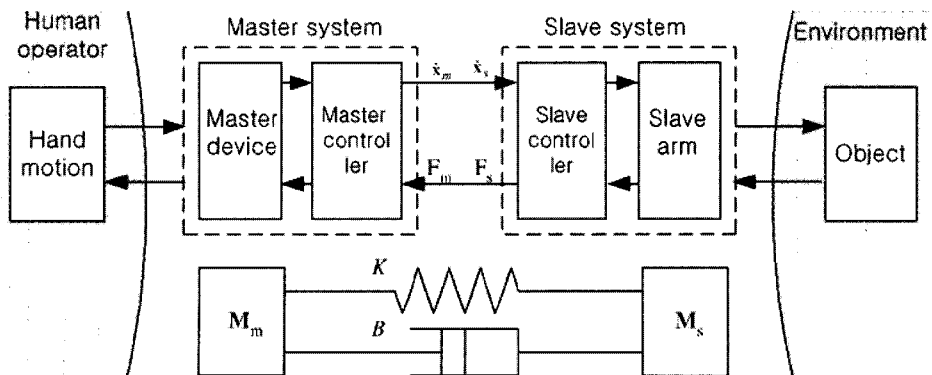 Human
operator
Master system
Slave system
Environment
Hand
motion
Master
device
Master
control
ler
ẋm ẋs
Fm Fs
Slave
control
ler
Slave
arm
Object
K
B
Mm
Ms